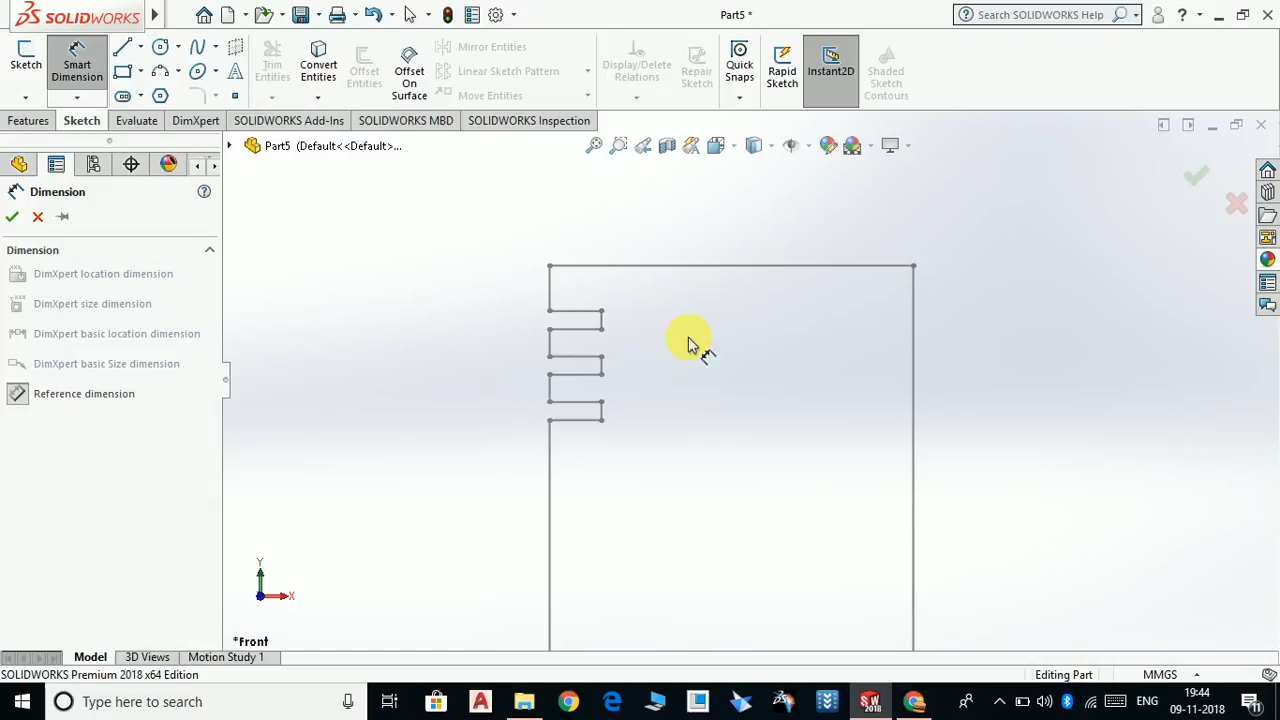 SOLIDWORKS
Part5 *
Search SOLIDWORKS Help
Sketch
Smart Dimension
Trim Entities
Convert Entities
Offset Entities
Offset On Surface
Mirror Entities
Linear Sketch Pattern
Move Entities
Display/Delete Relations
Repair Sketch
Quick Snaps
Rapid Sketch
Instant2D
Shaded Sketch Contours
Features
Sketch
Evaluate
DimXpert
SOLIDWORKS Add-Ins
SOLIDWORKS MBD
SOLIDWORKS Inspection
Part5 (Default<<Default>...
Dimension
Dimension
DimXpert location dimension
DimXpert size dimension
DimXpert basic location dimension
DimXpert basic Size dimension
Reference dimension
Y
X
*Front
Model
3D Views
Motion Study 1
SOLIDWORKS Premium 2018 x64 Edition
Editing Part
MMGS
Type here to search
ENG
19:44
09-11-2018